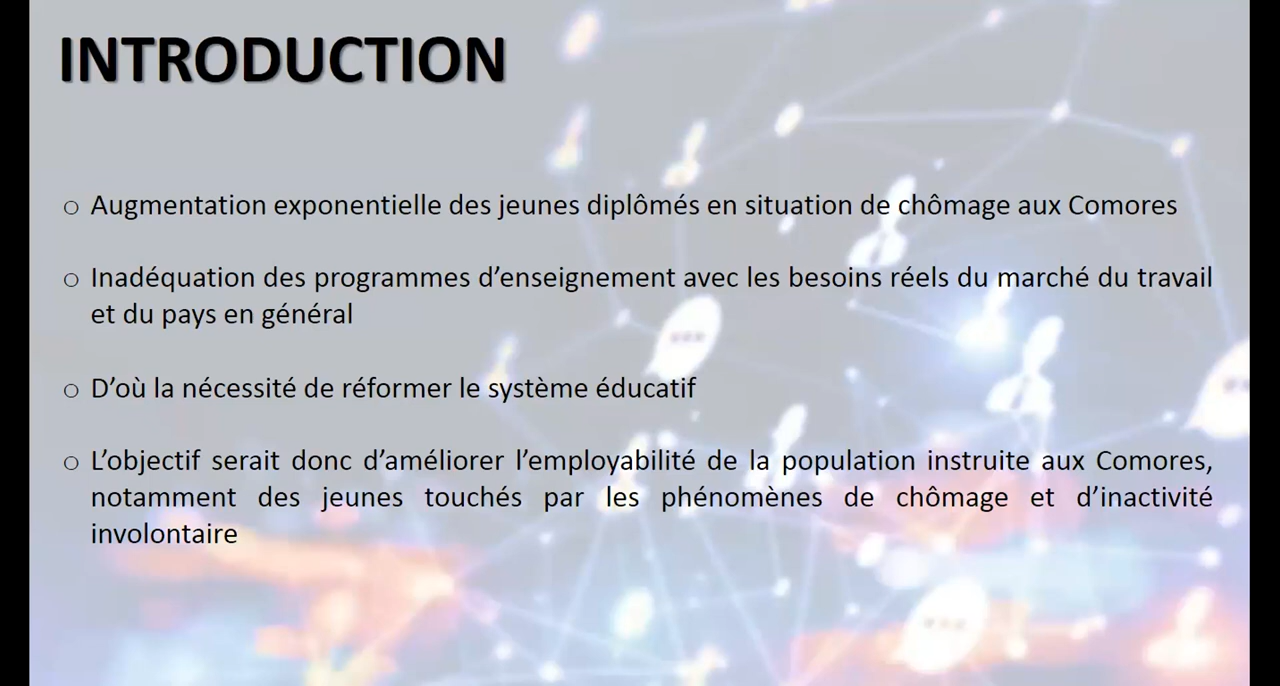 INTRODUCTION
○ Augmentation exponentielle des jeunes diplômés en situation de chômage aux Comores
○ Inadéquation des programmes d’enseignement avec les besoins réels du marché du travail
et du pays en général
○ D’où la nécessité de réformer le système éducatif
○ L’objectif serait donc d’améliorer l’employabilité de la population instruite aux Comores,
notamment des jeunes touchés par les phénomènes de chômage et d’inactivité
involontaire